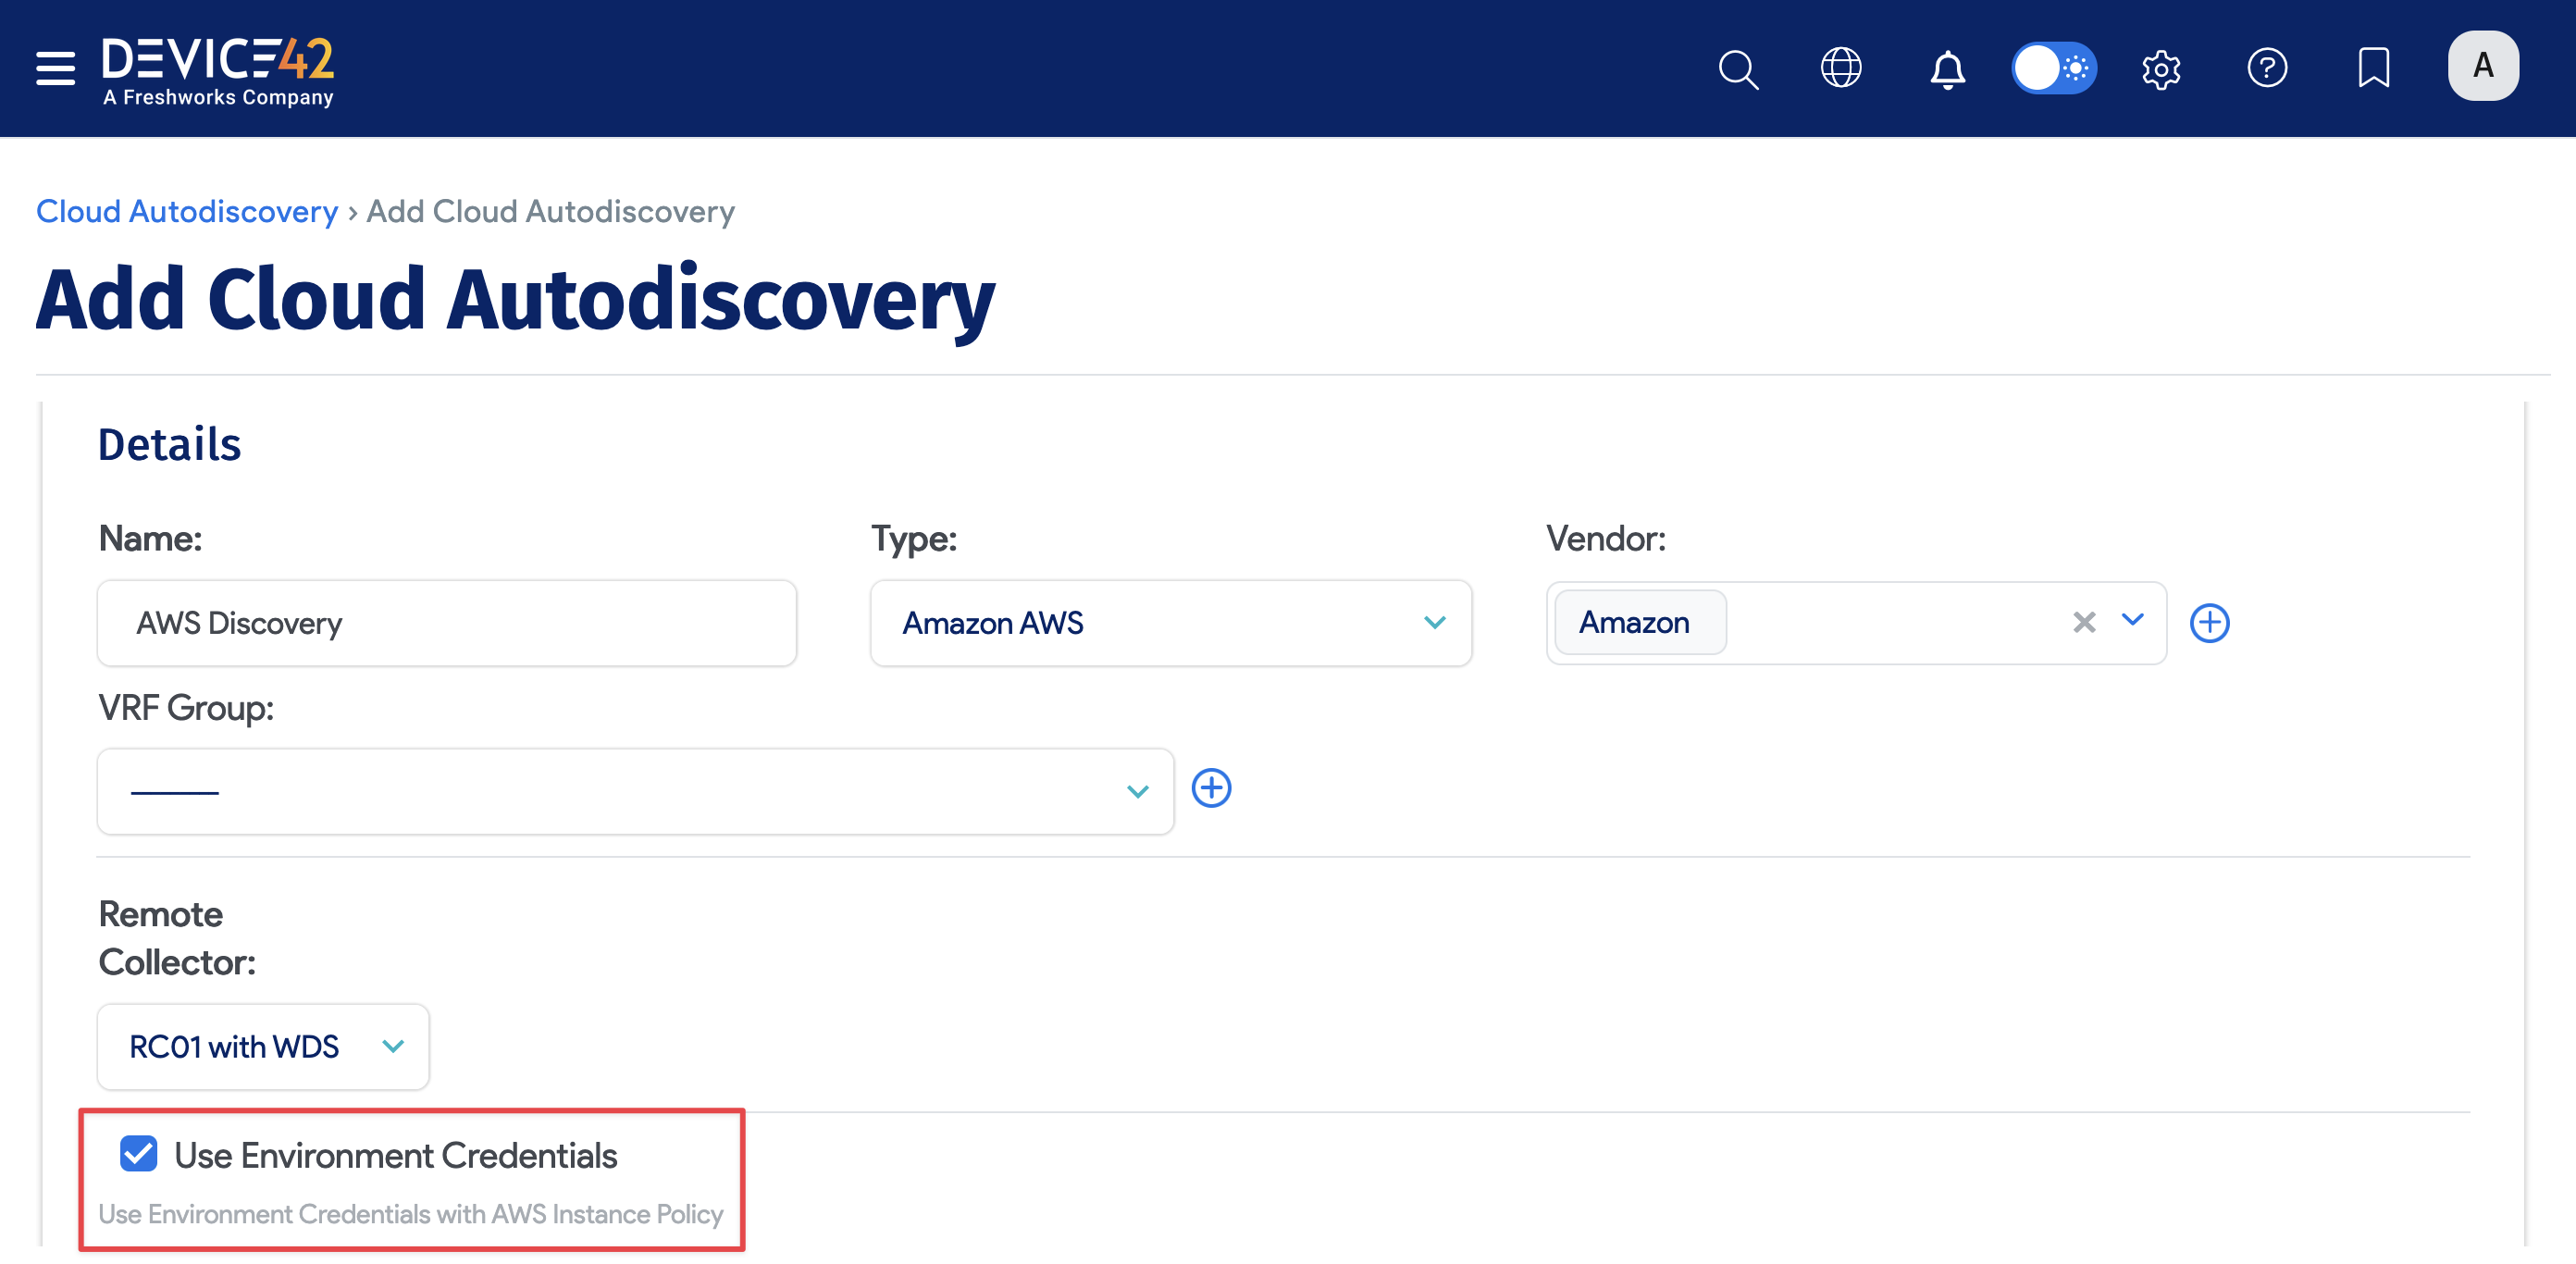 DEVICE42
A Freshworks Company
A
Cloud Autodiscovery › Add Cloud Autodiscovery
Add Cloud Autodiscovery
Details
Name:
Type:
Vendor:
AWS Discovery
Amazon AWS
Amazon
VRF Group:
Remote
Collector:
RC01 with WDS
Use Environment Credentials
Use Environment Credentials with AWS Instance Policy